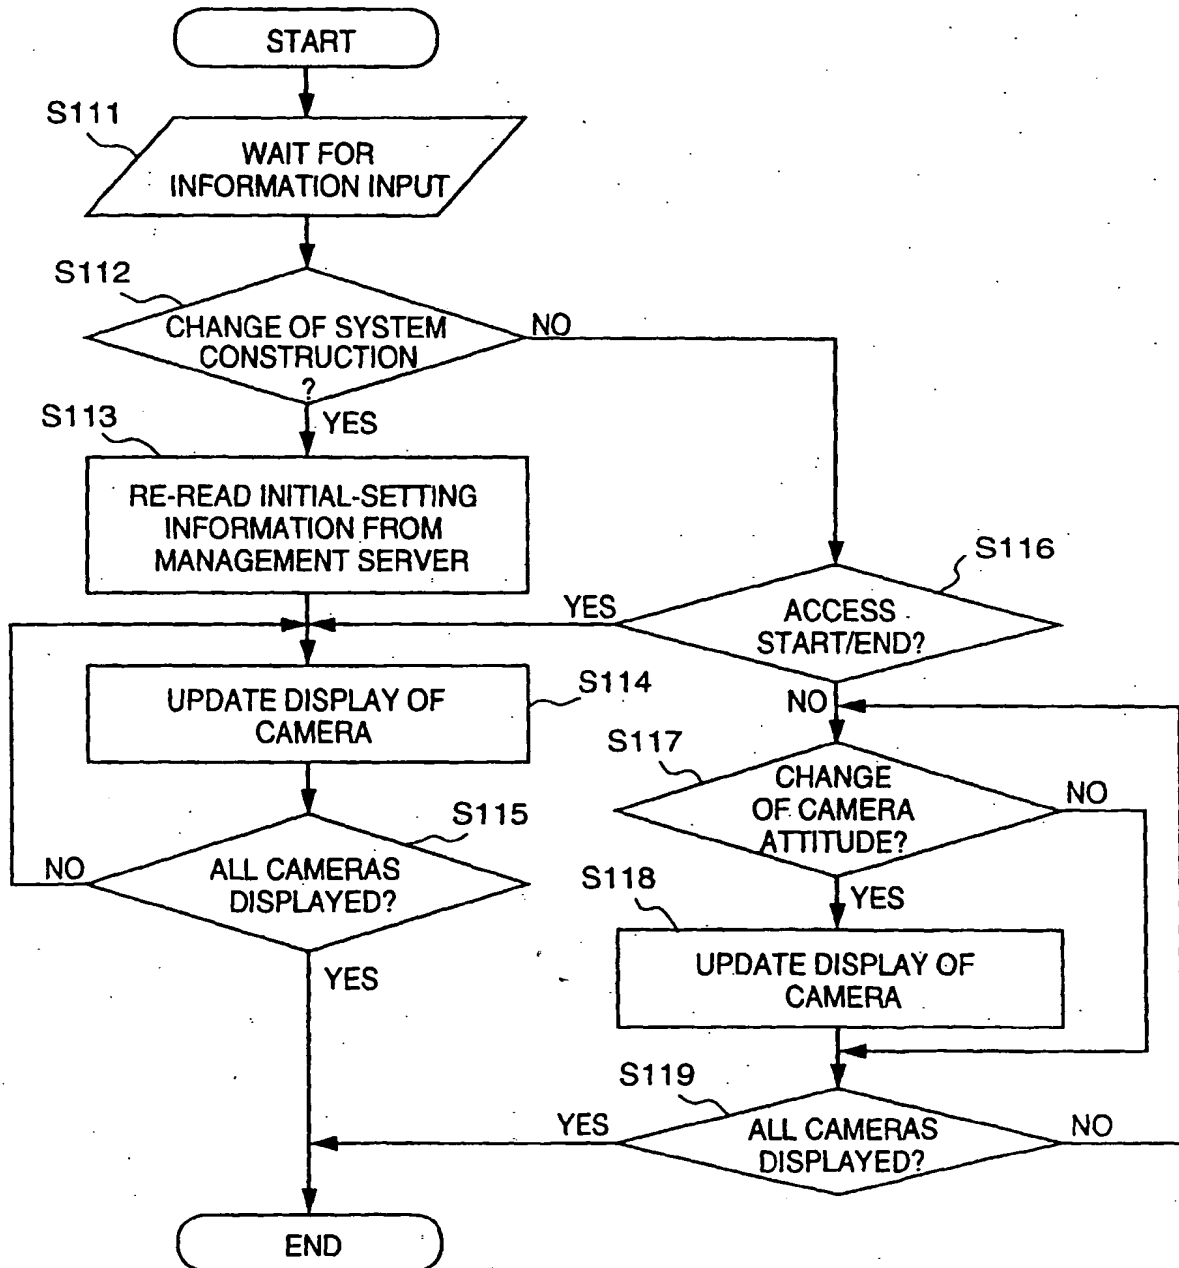 START
S111
WAIT FOR
INFORMATION INPUT
S112
CHANGE OF SYSTEM
CONSTRUCTION
?
NO
YES
S113
RE-READ INITIAL-SETTING
INFORMATION FROM
MANAGEMENT SERVER
S116
YES
ACCESS
START/END?
NO
S114
UPDATE DISPLAY OF
CAMERA
S117
CHANGE
OF CAMERA
ATTITUDE?
NO
S115
NO
ALL CAMERAS
DISPLAYED?
YES
S118
YES
UPDATE DISPLAY OF
CAMERA
S119
YES
ALL CAMERAS
DISPLAYED?
NO
END